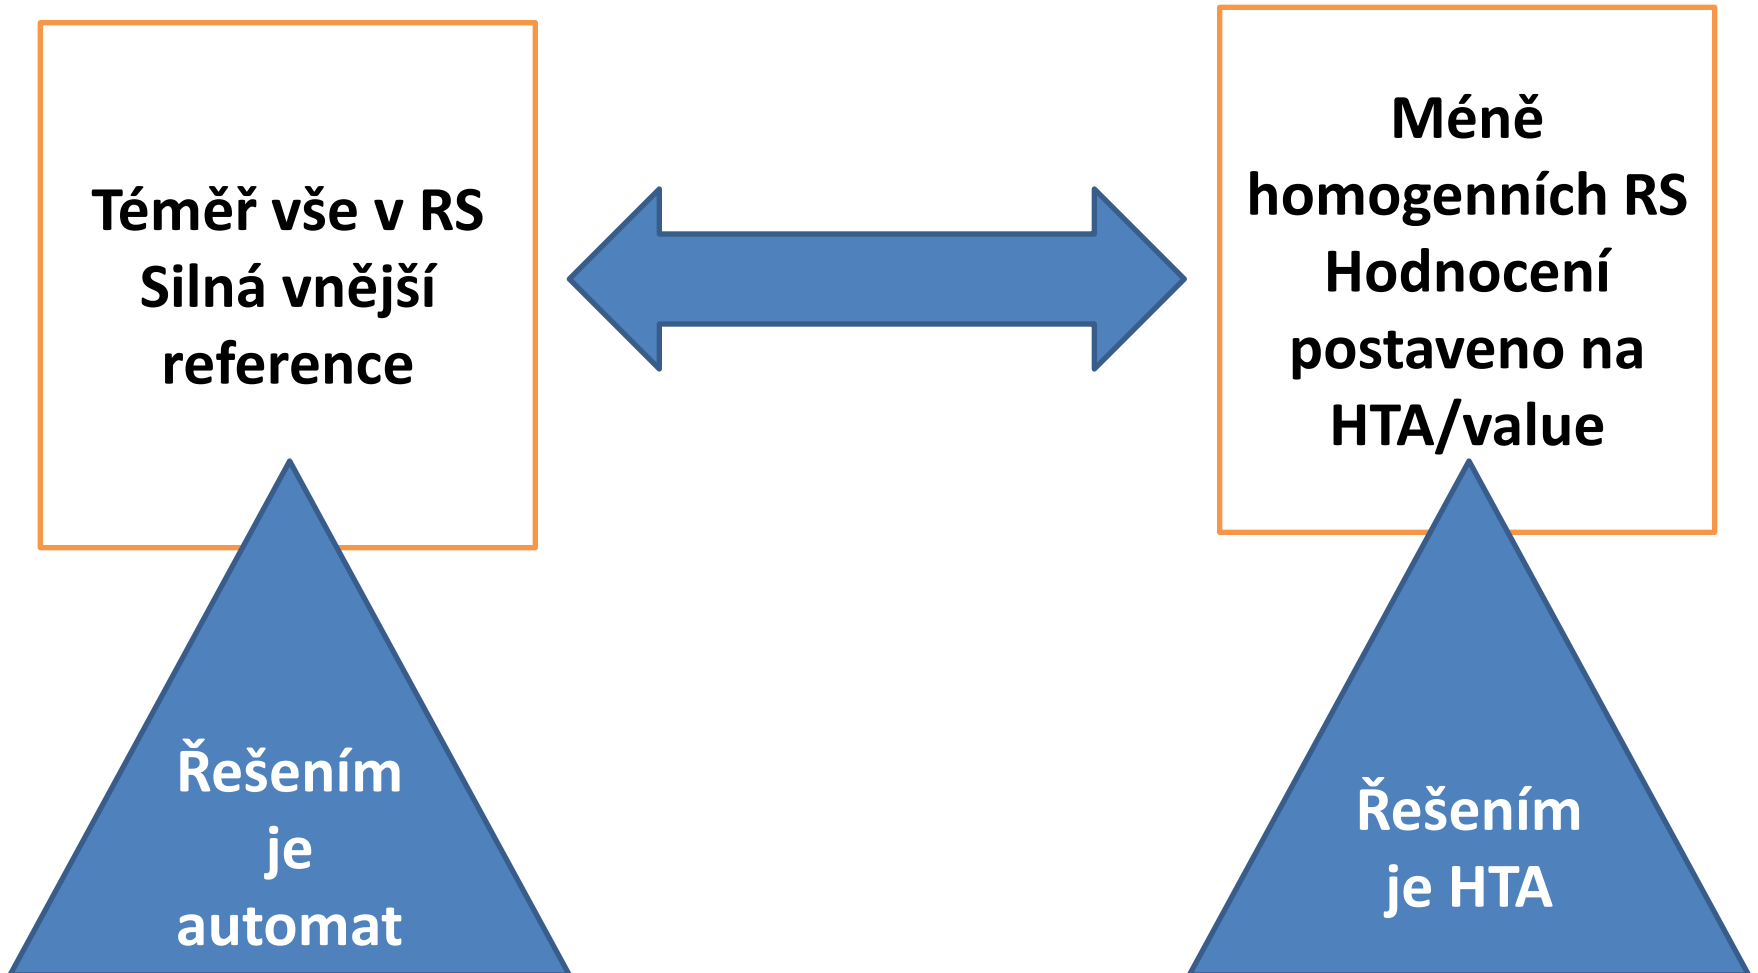 Téměř vše v RS
Silná vnější
reference
Méně
homogenních RS
Hodnocení
postaveno na
HTA/value
Řešením
je
automat
Řešením
je HTA